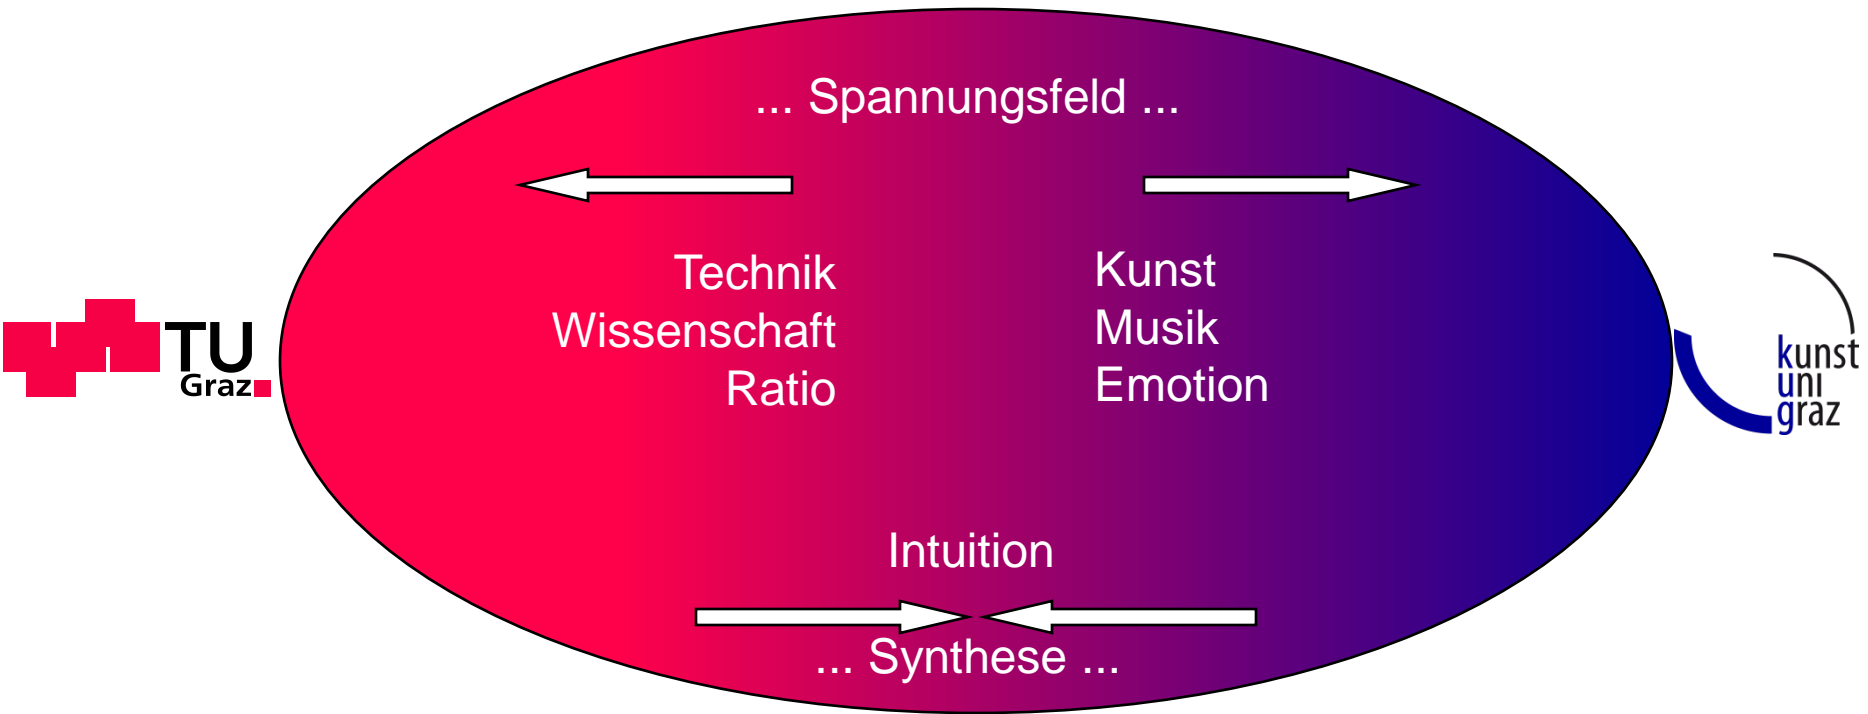 ... Spannungsfeld ...
Technik
Wissenschaft
Ratio
Kunst
Musik
Emotion
TU
Graz
kunst
uni
graz
Intuition
... Synthese ...